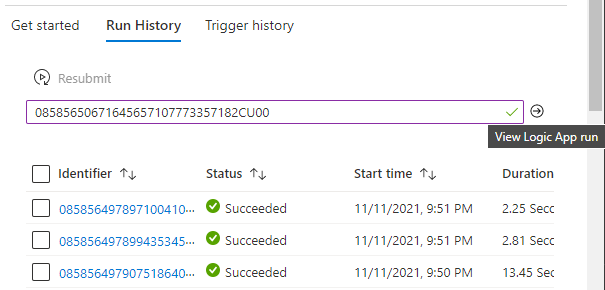 Get started Run History Trigger history
Resubmit
08585650671645657107773357182CU00
View Logic App run
Identifier Status Start time Duration
085856497897100410··· Succeeded 11/11/2021, 9:51 PM 2.25 Secc
085856497899435345··· Succeeded 11/11/2021, 9:51 PM 2.81 Secc
085856497907518640··· Succeeded 11/11/2021, 9:50 PM 13.45 Sec